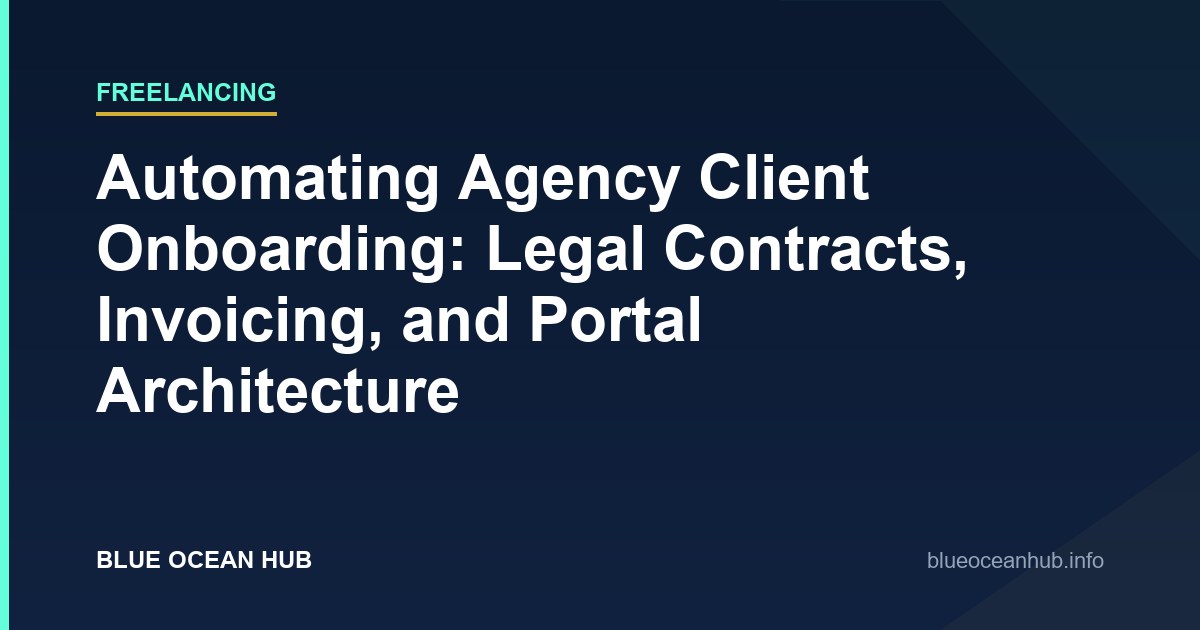 FREELANCING
Automating Agency Client
Onboarding: Legal Contracts,
Invoicing, and Portal
Architecture
BLUE OCEAN HUB
blueoceanhub.info